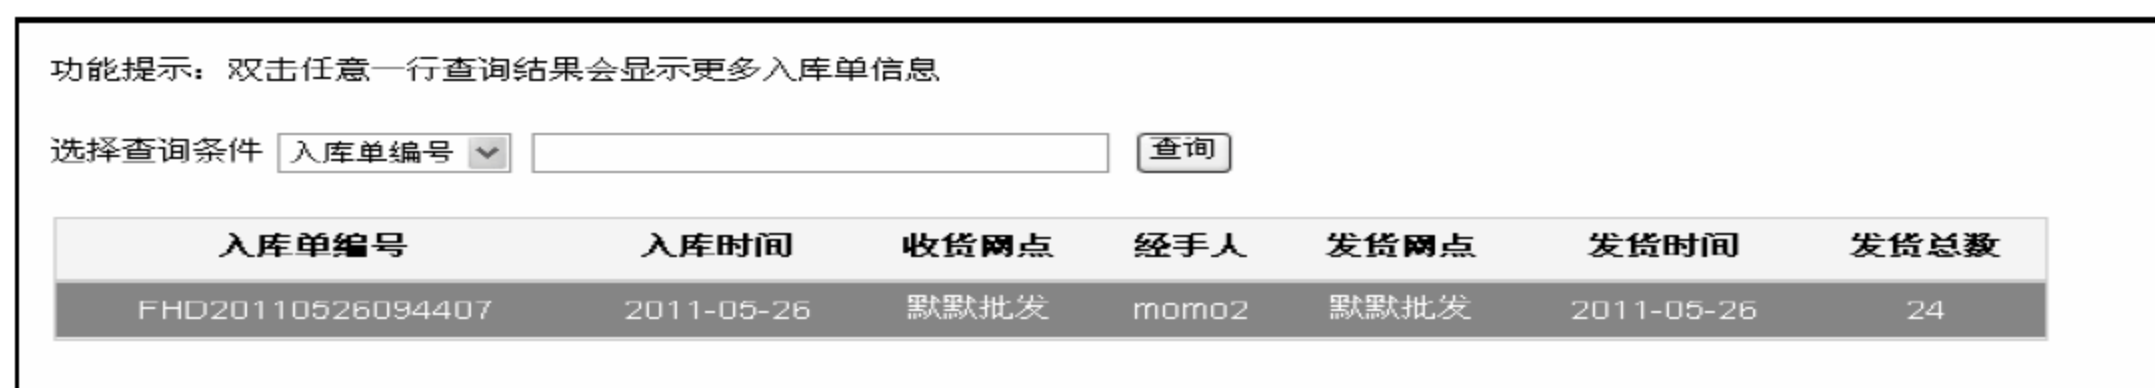 功能提示：双击任意一行查询结果会显示更多入库单信息
选择查询条件 入库单编号 查询
入库单编号 入库时间 收货网点 经手人 发货网点 发货时间 发货总数
FHD20110526094407 2011-05-26 默默批发 momo2 默默批发 2011-05-26 24